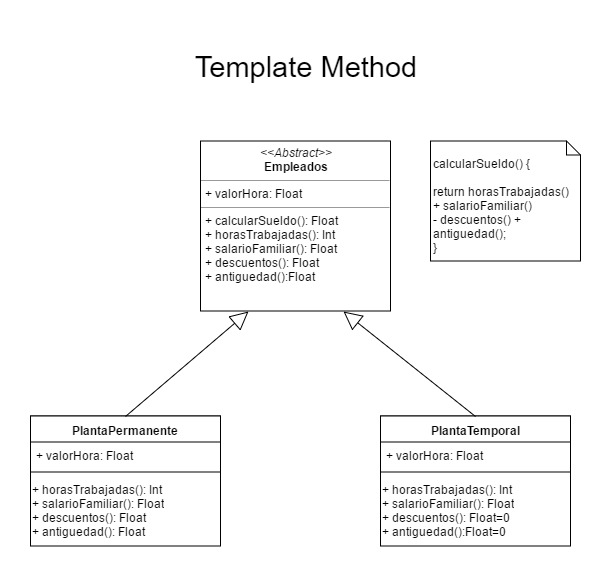 Template Method
<<Abstract>>
Empleados
+ valorHora: Float
+ calcularSueldo(): Float
+ horasTrabajadas(): Int
+ salarioFamiliar(): Float
+ descuentos(): Float
+ antiguedad():Float
calcularSueldo() {
return horasTrabajadas()
+ salarioFamiliar()
- descuentos() +
antiguedad();
}
PlantaPermanente
+ valorHora: Float
+ horasTrabajadas(): Int
+ salarioFamiliar(): Float
+ descuentos(): Float
+ antiguedad(): Float
PlantaTemporal
+ valorHora: Float
+ horasTrabajadas(): Int
+ salarioFamiliar(): Float
+ descuentos(): Float=0
+ antiguedad():Float=0